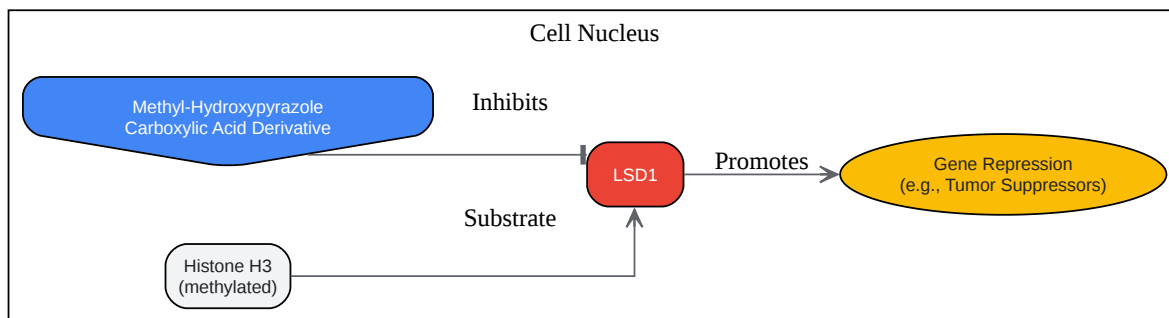 Cell Nucleus
Methyl-Hydroxypyrazole
Carboxylic Acid Derivative
Inhibits
LSD1
Promotes
Gene Repression
(e.g., Tumor Suppressors)
Substrate
Histone H3
(methylated)